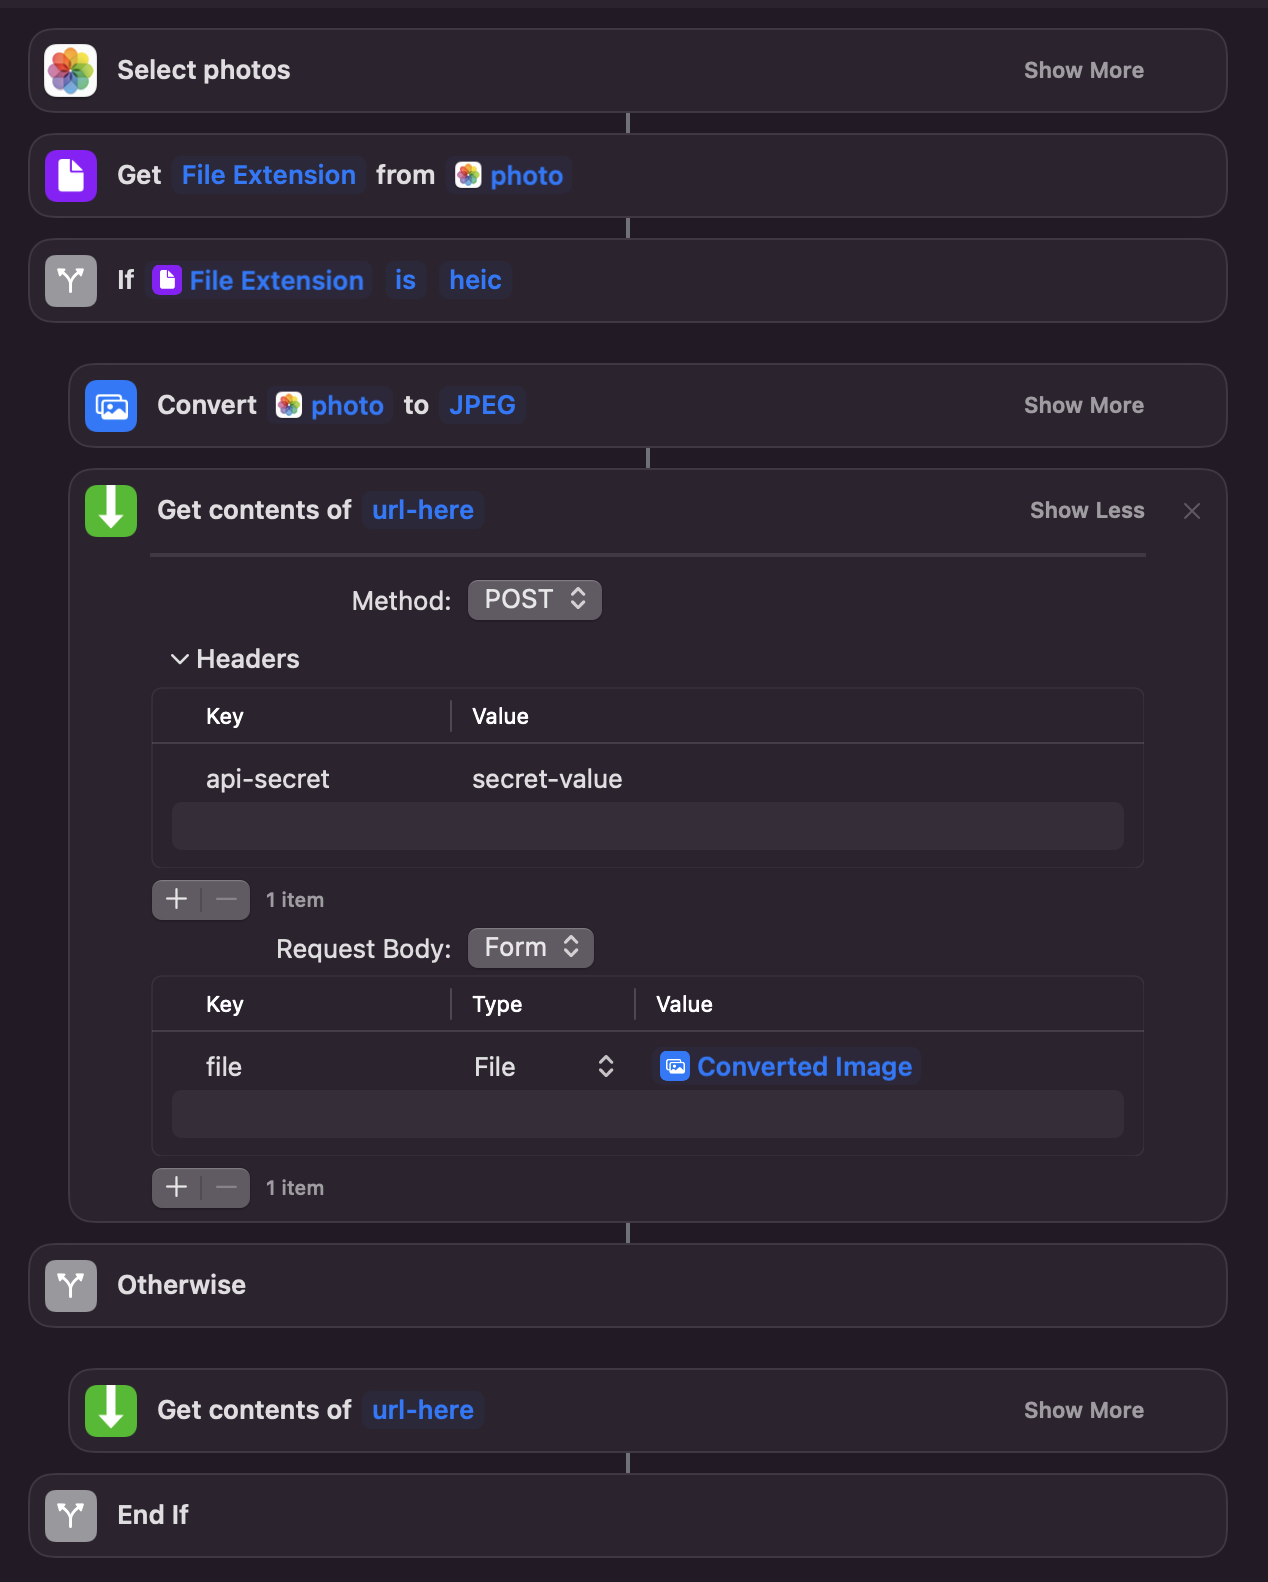 Select photos Show More
Get File Extension from photo
If File Extension is heic
Convert photo to JPEG Show More
Get contents of url-here Show Less
Method: POST
Headers
Key Value
api-secret secret-value
1 item
Request Body: Form
Key Type Value
file File Converted Image
1 item
Otherwise
Get contents of url-here Show More
End If